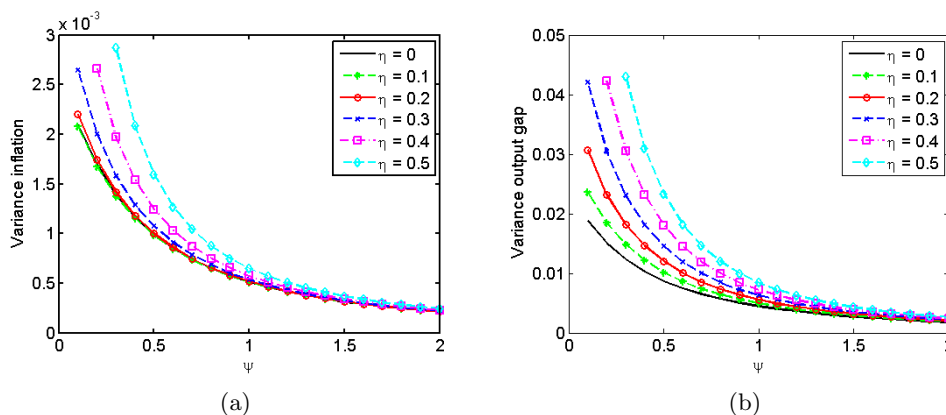 x 10⁻³
3
2.5
2
1.5
1
0.5
0
0 0.5 1 1.5 2
Variance inflation
ψ
η = 0
η = 0.1
η = 0.2
η = 0.3
η = 0.4
η = 0.5
(a)
0.05
0.04
0.03
0.02
0.01
0
0 0.5 1 1.5 2
Variance output gap
ψ
η = 0
η = 0.1
η = 0.2
η = 0.3
η = 0.4
η = 0.5
(b)